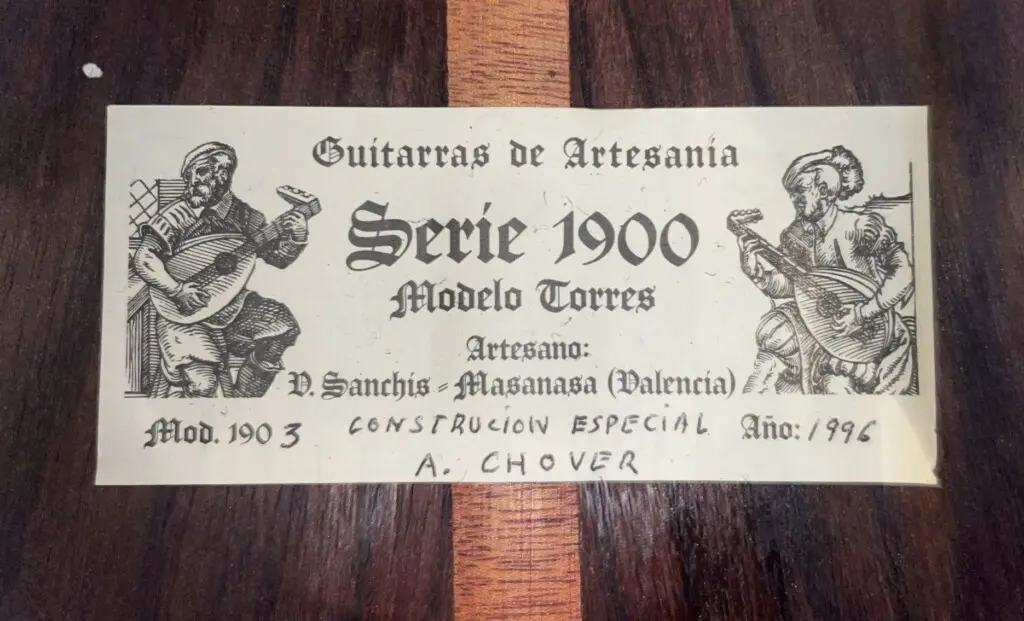 Guitarras de Artesania
Serie 1900
Modelo Torres
Artesano:
V. Sanchis - Masanasa (Valencia)
Mod. 1903 CONSTRUCION ESPECIAL Año: 1996
A. CHOVER